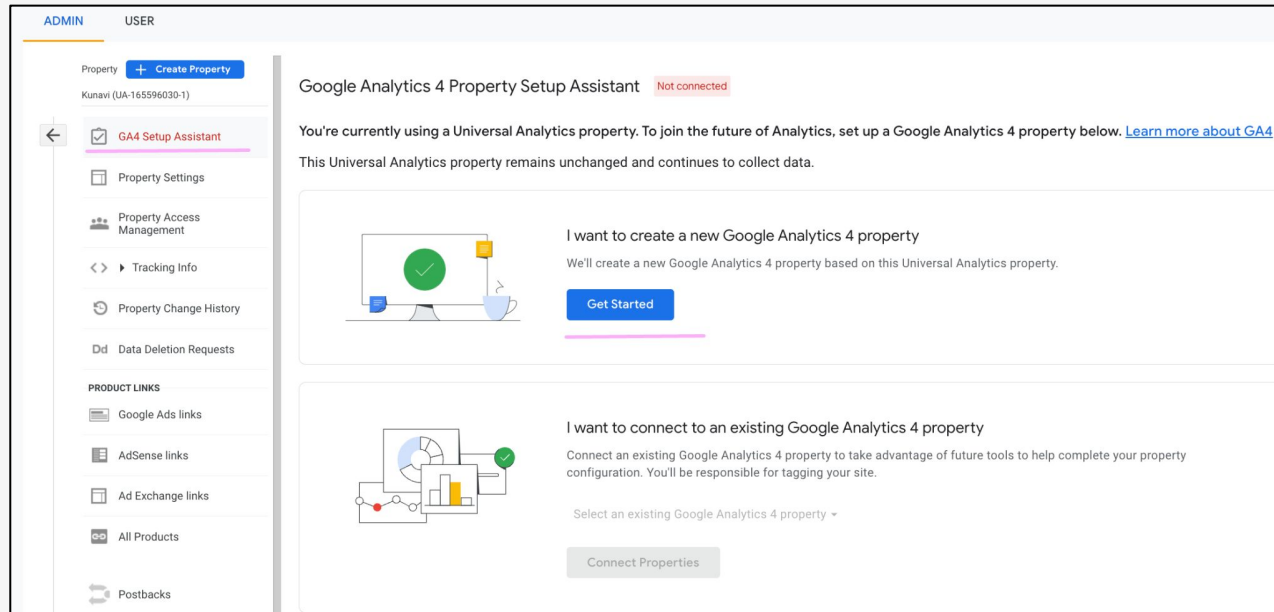 ADMIN
USER
Property
+ Create Property
Kunavi (UA-165596030-1)
GA4 Setup Assistant
Property Settings
Property Access
Management
< > Tracking Info
Property Change History
Dd Data Deletion Requests
PRODUCT LINKS
Google Ads links
AdSense links
Ad Exchange links
All Products
Postbacks
Google Analytics 4 Property Setup Assistant
Not connected
You're currently using a Universal Analytics property. To join the future of Analytics, set up a Google Analytics 4 property below. Learn more about GA4
This Universal Analytics property remains unchanged and continues to collect data.
I want to create a new Google Analytics 4 property
We'll create a new Google Analytics 4 property based on this Universal Analytics property.
Get Started
I want to connect to an existing Google Analytics 4 property
Connect an existing Google Analytics 4 property to take advantage of future tools to help complete your property
configuration. You'll be responsible for tagging your site.
Select an existing Google Analytics 4 property
Connect Properties